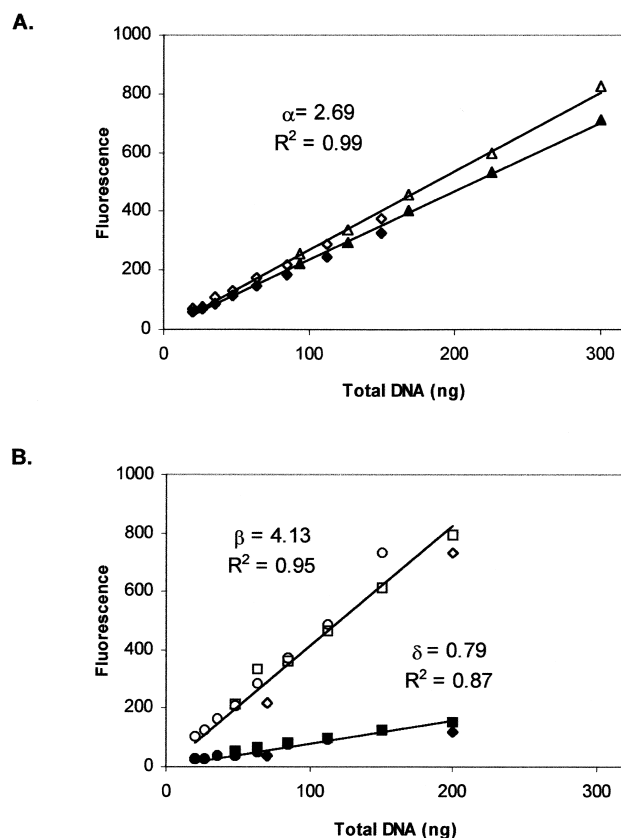 A.
1000
800
600
400
200
0
Fluorescence
α= 2.69
R² = 0.99
0
100
200
300
Total DNA (ng)
B.
1000
800
600
400
200
0
Fluorescence
β = 4.13
R² = 0.95
δ = 0.79
R² = 0.87
0
100
200
300
Total DNA (ng)